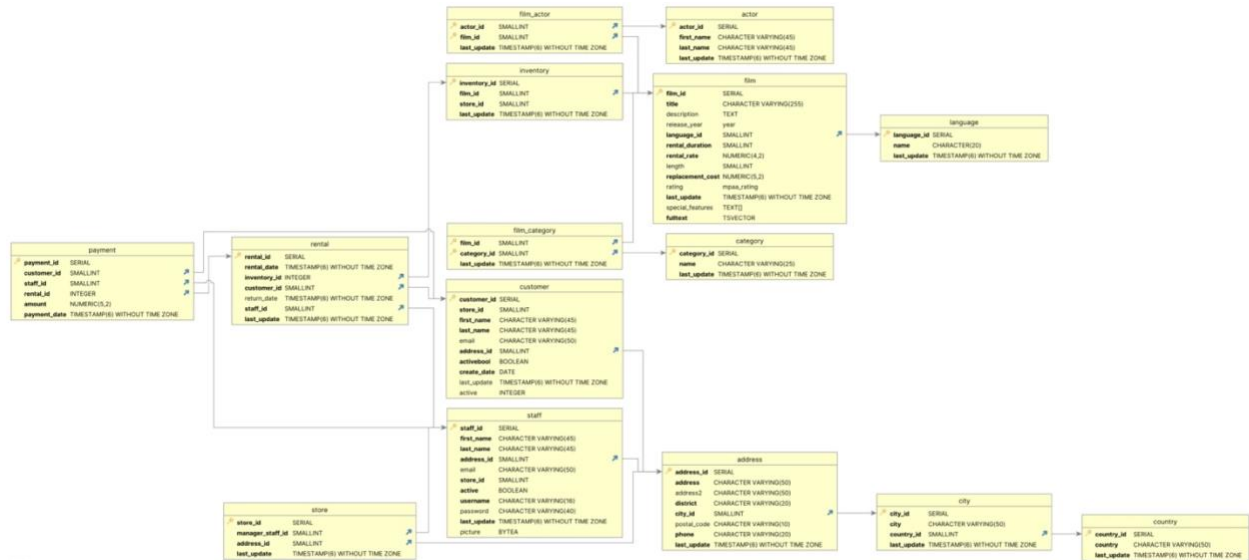 film_actor
actor_id SMALLINT
film_id SMALLINT
last_update TIMESTAMP(6) WITHOUT TIME ZONE
actor
actor_id SERIAL
first_name CHARACTER VARYING(45)
last_name CHARACTER VARYING(45)
last_update TIMESTAMP(6) WITHOUT TIME ZONE
inventory
inventory_id SERIAL
film_id SMALLINT
store_id SMALLINT
last_update TIMESTAMP(6) WITHOUT TIME ZONE
film
film_id SERIAL
title CHARACTER VARYING(255)
description TEXT
release_year year
language_id SMALLINT
rental_duration SMALLINT
rental_rate NUMERIC(4,2)
length SMALLINT
replacement_cost NUMERIC(5,2)
rating mpaa_rating
last_update TIMESTAMP(6) WITHOUT TIME ZONE
special_features TEXT[]
fulltext TSVECTOR
language
language_id SERIAL
name CHARACTER(20)
last_update TIMESTAMP(6) WITHOUT TIME ZONE
film_category
film_id SMALLINT
category_id SMALLINT
last_update TIMESTAMP(6) WITHOUT TIME ZONE
category
category_id SERIAL
name CHARACTER VARYING(25)
last_update TIMESTAMP(6) WITHOUT TIME ZONE
payment
payment_id SERIAL
customer_id SMALLINT
staff_id SMALLINT
rental_id INTEGER
amount NUMERIC(5,2)
payment_date TIMESTAMP(6) WITHOUT TIME ZONE
rental
rental_id SERIAL
rental_date TIMESTAMP(6) WITHOUT TIME ZONE
inventory_id INTEGER
customer_id SMALLINT
return_date TIMESTAMP(6) WITHOUT TIME ZONE
staff_id SMALLINT
last_update TIMESTAMP(6) WITHOUT TIME ZONE
customer
customer_id SERIAL
store_id SMALLINT
first_name CHARACTER VARYING(45)
last_name CHARACTER VARYING(45)
email CHARACTER VARYING(50)
address_id SMALLINT
activebool BOOLEAN
create_date DATE
last_update TIMESTAMP(6) WITHOUT TIME ZONE
active INTEGER
staff
staff_id SERIAL
first_name CHARACTER VARYING(45)
last_name CHARACTER VARYING(45)
address_id SMALLINT
email CHARACTER VARYING(50)
store_id SMALLINT
active BOOLEAN
username CHARACTER VARYING(16)
password CHARACTER VARYING(40)
last_update TIMESTAMP(6) WITHOUT TIME ZONE
picture BYTEA
store
store_id SERIAL
manager_staff_id SMALLINT
address_id SMALLINT
last_update TIMESTAMP(6) WITHOUT TIME ZONE
address
address_id SERIAL
address CHARACTER VARYING(50)
address2 CHARACTER VARYING(50)
district CHARACTER VARYING(20)
city_id SMALLINT
postal_code CHARACTER VARYING(10)
phone CHARACTER VARYING(20)
last_update TIMESTAMP(6) WITHOUT TIME ZONE
city
city_id SERIAL
city CHARACTER VARYING(50)
country_id SMALLINT
last_update TIMESTAMP(6) WITHOUT TIME ZONE
country
country_id SERIAL
country CHARACTER VARYING(50)
last_update TIMESTAMP(6) WITHOUT TIME ZONE